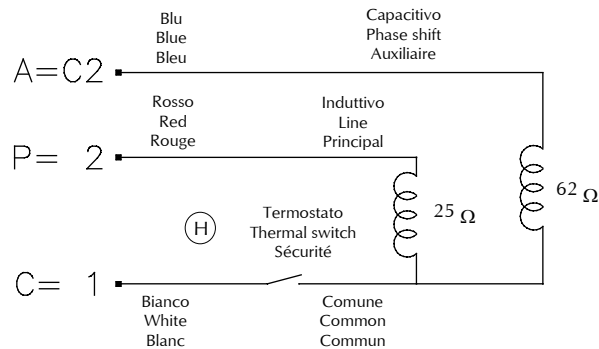 Blu
Blue
Bleu
Capacitivo
Phase shift
Auxiliaire
A=C2
Rosso
Red
Rouge
Induttivo
Line
Principal
P= 2
62 Ω
25 Ω
H
Termostato
Thermal switch
Sécurité
C= 1
Bianco
White
Blanc
Comune
Common
Commun